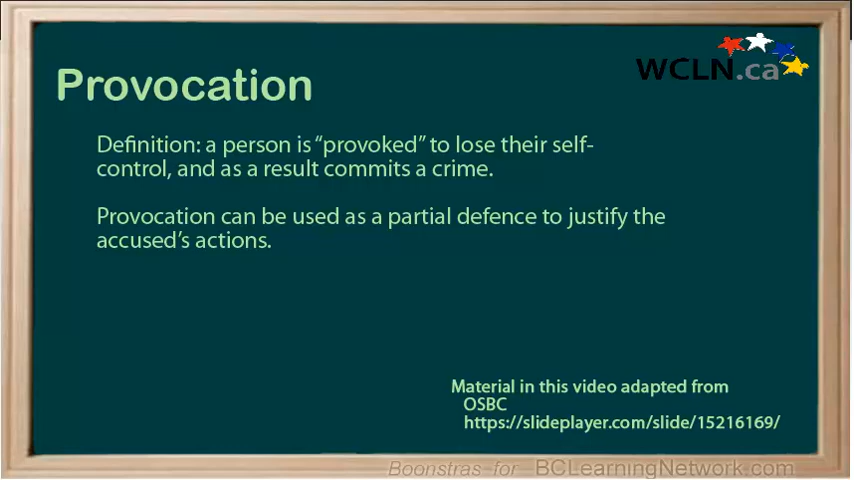 WCLN.ca
Provocation
Definition: a person is “provoked” to lose their self-
control, and as a result commits a crime.
Provocation can be used as a partial defence to justify the
accused’s actions.
Material in this video adapted from
OSBC
https://slideplayer.com/slide/15216169/
Boonstras for BCLearningNetwork.com